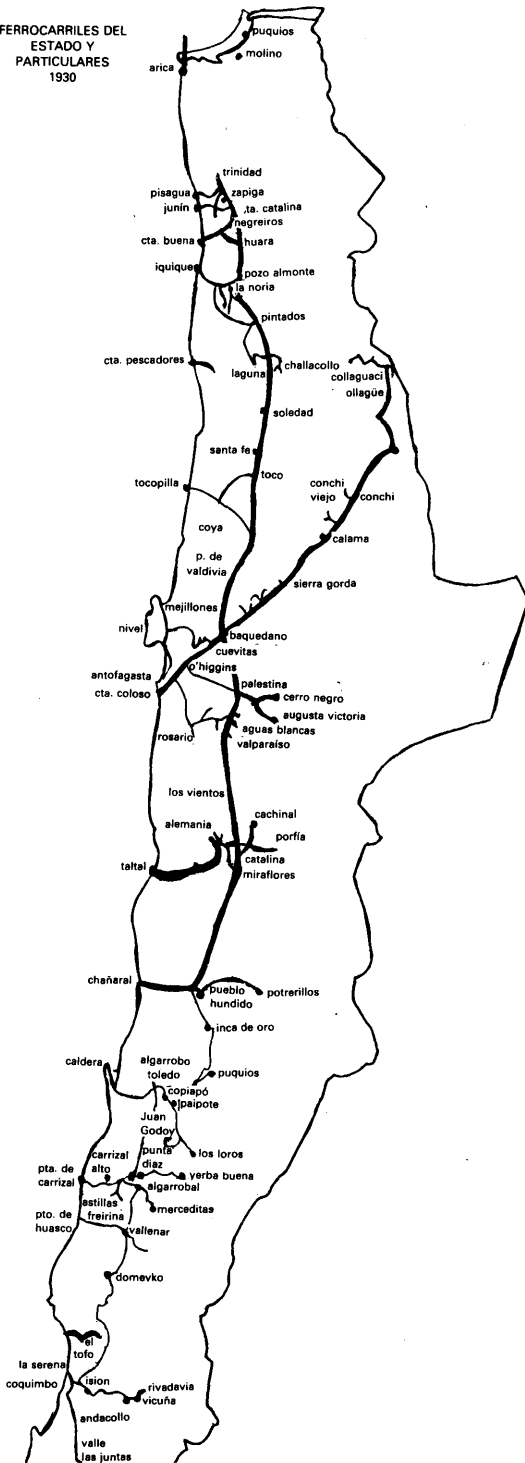 FERROCARRILES DEL
ESTADO Y
PARTICULARES
1930
puquios
molino
arica
trinidad
pisagua
zapiga
junín
ta. catalina
negreiros
cta. buena
huara
iquique
pozo almonte
la noria
pintados
cta. pescadores
challacollo
laguna
collaguaci
ollagüe
soledad
santa fe
toco
tocopilla
conchi
viejo
conchi
coya
calama
p. de
valdivia
sierra gorda
mejillones
nivel
baquedano
cuevitas
o'higgins
antofagasta
cta. coloso
palestina
cerro negro
augusta victoria
aguas blancas
rosario
valparaíso
los vientos
cachinal
alemania
porfía
catalina
taltal
miraflores
chañaral
pueblo
hundido
potrerillos
inca de oro
caldera
algarrobo
toledo
puquios
copiapó
paipote
Juan
Godoy
los loros
carrizal
alto
punta
diaz
pta. de
carrizal
yerba buena
algarrobal
astillas
merceditas
freirina
pto. de
huasco
vallenar
domevko
el
tofo
la serena
coquimbo
ision
rivadavia
vicuña
andacollo
valle
las juntas